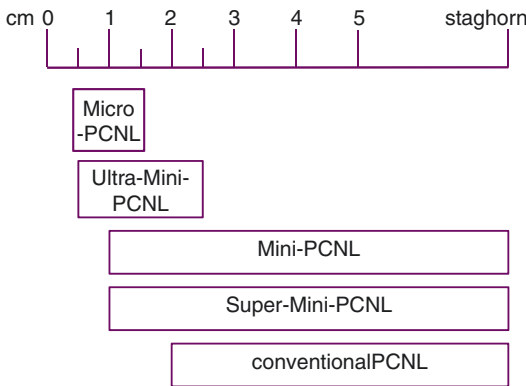 cm 0 1 2 3 4 5 staghorn
Micro
-PCNL
Ultra-Mini-
PCNL
Mini-PCNL
Super-Mini-PCNL
conventionalPCNL